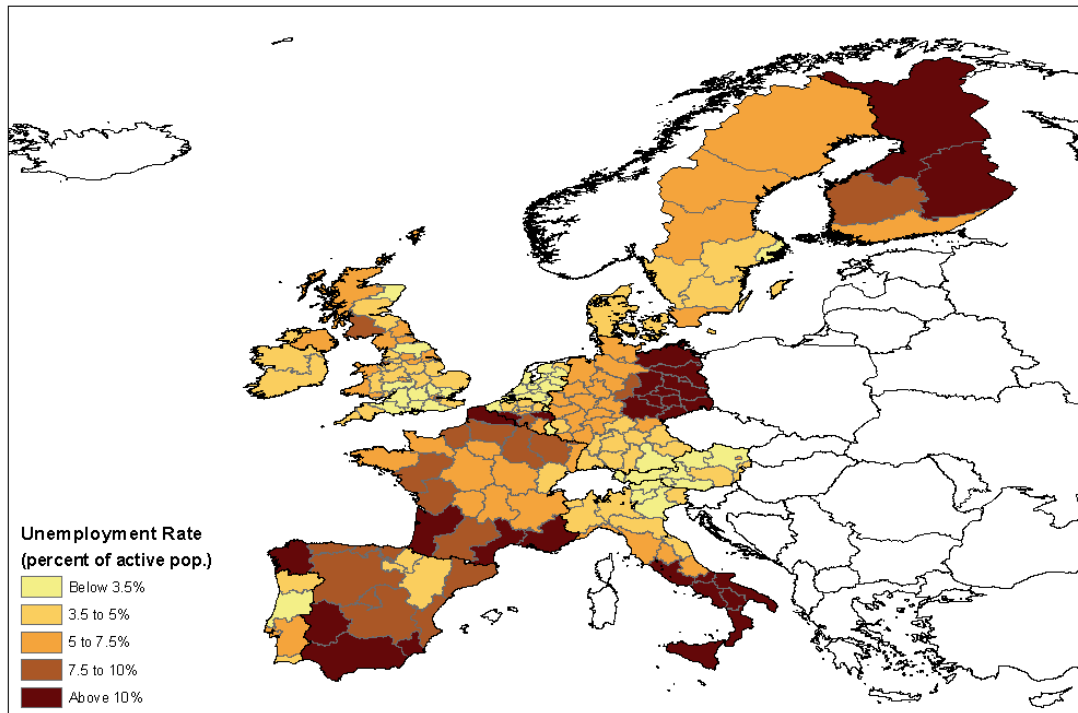 Unemployment Rate
(percent of active pop.)
Below 3.5%
3.5 to 5%
5 to 7.5%
7.5 to 10%
Above 10%